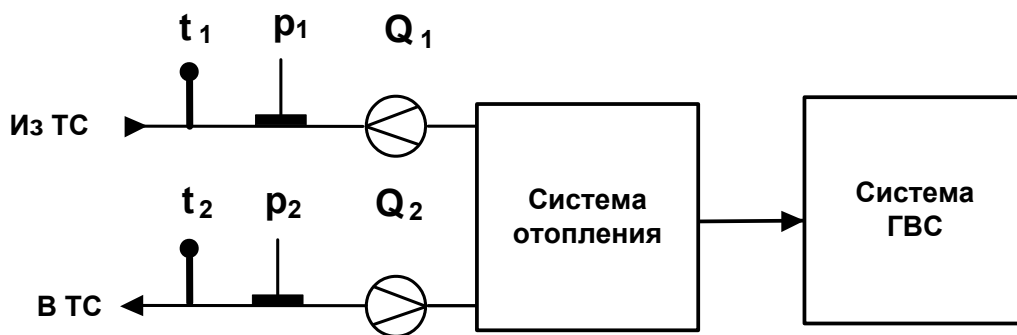 t 1 p1 Q 1
Из ТС
Система
отопления
Система
ГВС
t 2 p2 Q 2
В ТС